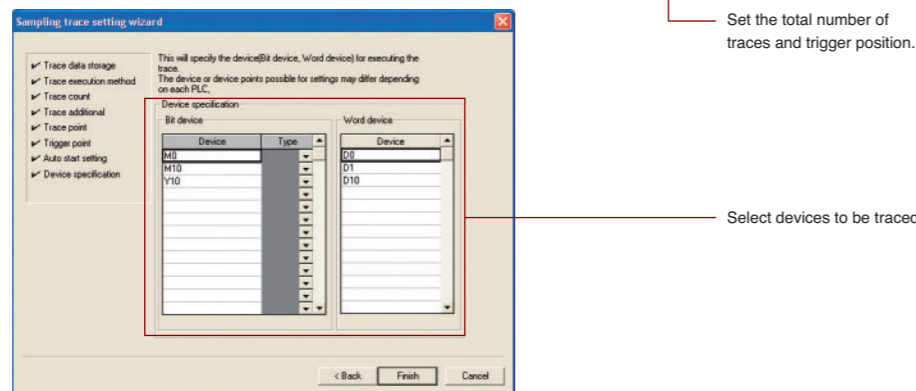 Sampling trace setting wizard
Trace data storage
Trace execution method
Trace count
Trace additional
Trace point
Trigger point
Auto start setting
Device specification
This will specify the device(Bit device, Word device) for executing the
trace.
The device or device points possible for settings may differ depending
on each PLC,
Device specification
Bit device
Device Type
M0
M10
Y10
Word device
Device
D0
D1
D10
< Back Finish Cancel
Set the total number of
traces and trigger position.
Select devices to be traced